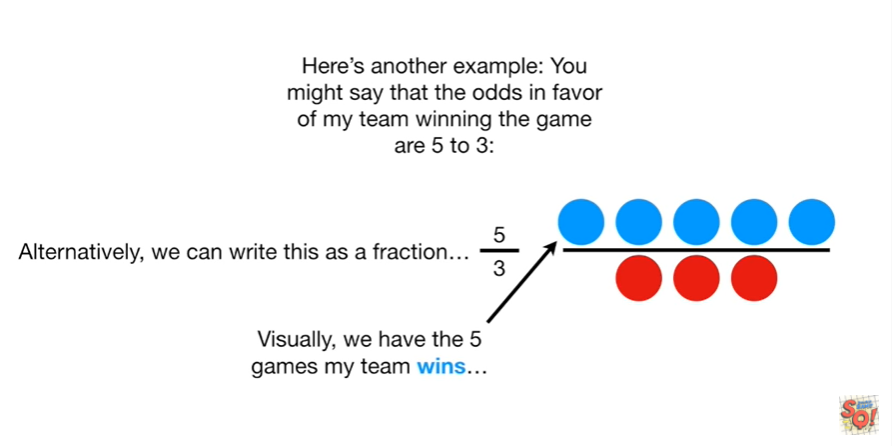 Here's another example: You
might say that the odds in favor
of my team winning the game
are 5 to 3:
Alternatively, we can write this as a fraction...
5
3
Visually, we have the 5
games my team wins...
SQ!